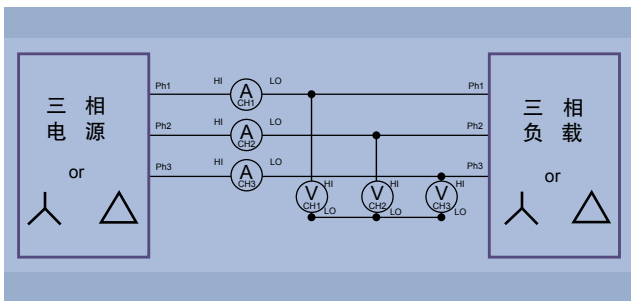 三 相
电 源
or
Ph1
Ph2
Ph3
HI
A
CH1
LO
HI
A
CH2
LO
HI
A
CH3
LO
V
CH1
HI
LO
V
CH2
HI
LO
V
CH3
HI
LO
Ph1
Ph2
Ph3
三 相
负 载
or